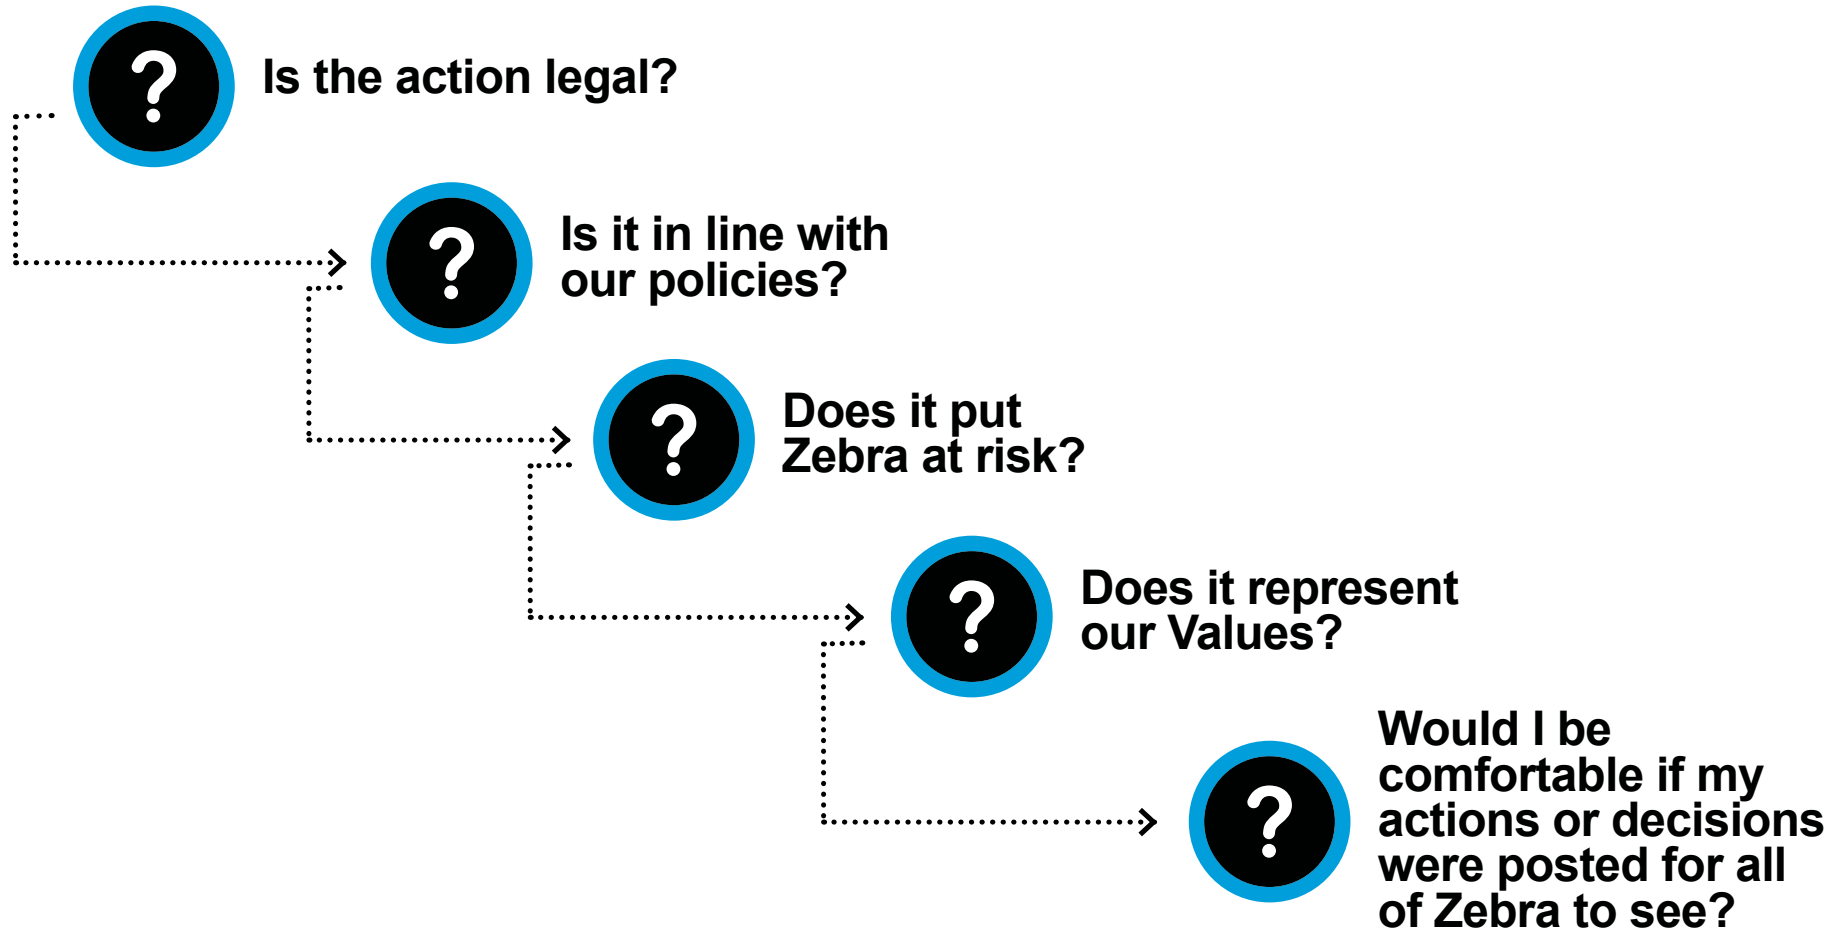 ?
Is the action legal?
?
Is it in line with
our policies?
?
Does it put
Zebra at risk?
?
Does it represent
our Values?
?
Would I be
comfortable if my
actions or decisions
were posted for all
of Zebra to see?